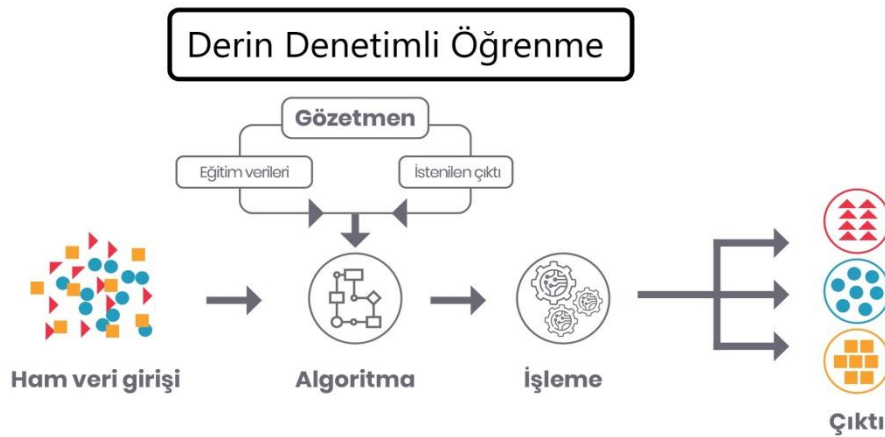 Derin Denetimli Öğrenme
Gözetmen
Eğitim verileri
İstenilen çıktı
Ham veri girişi
Algoritma
İşleme
Çıktı